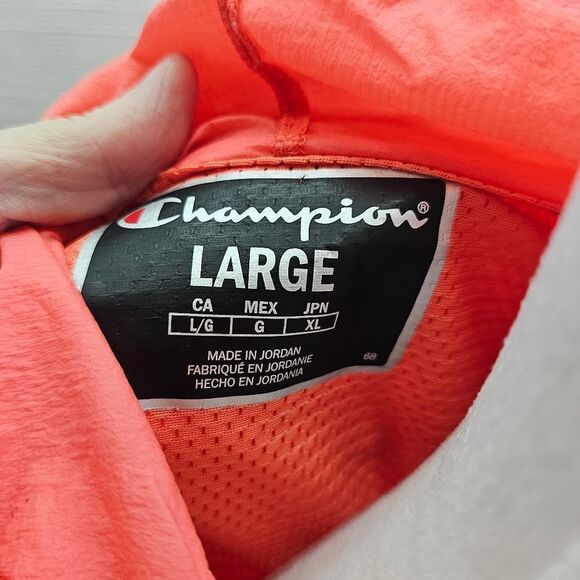 Champion®
LARGE
CA MEX JPN
L/G G XL
MADE IN JORDAN
FABRIQUÉ EN JORDANIE
HECHO EN JORDANIA
68